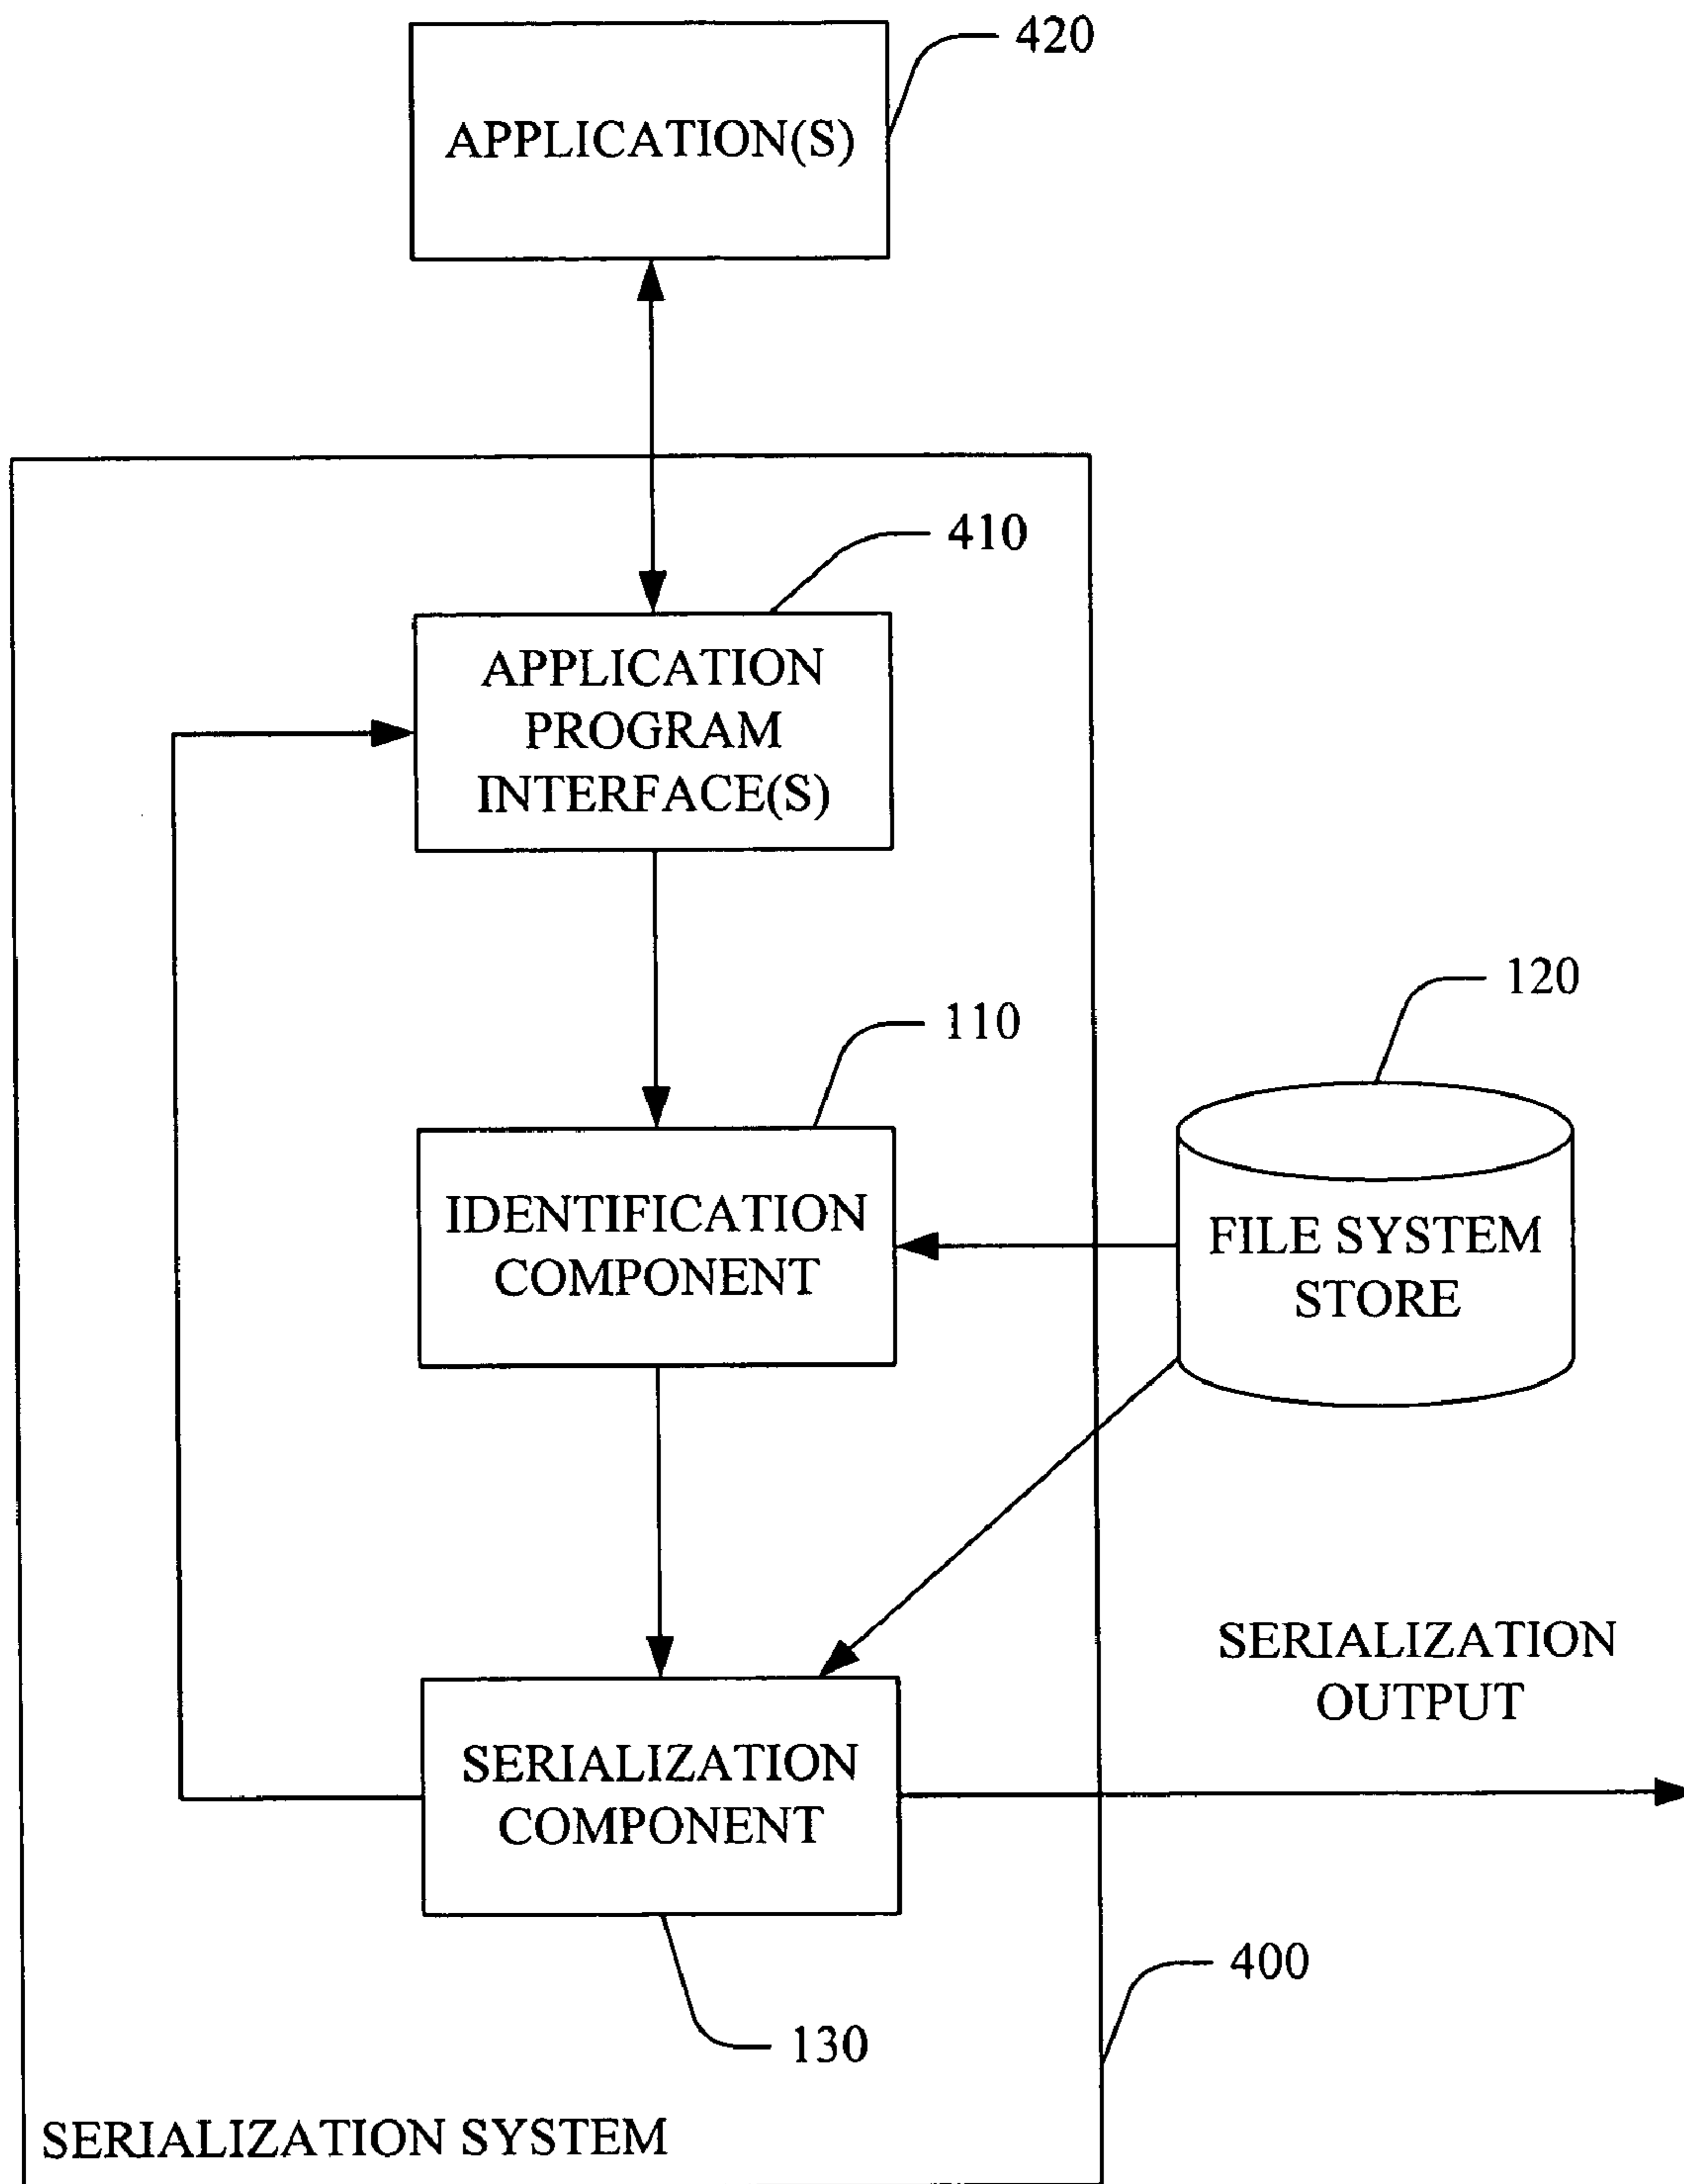 420
APPLICATION(S)
410
APPLICATION
PROGRAM
INTERFACE(S)
120
110
IDENTIFICATION
COMPONENT
FILE SYSTEM
STORE
SERIALIZATION
OUTPUT
SERIALIZATION
COMPONENT
400
130
SERIALIZATION SYSTEM